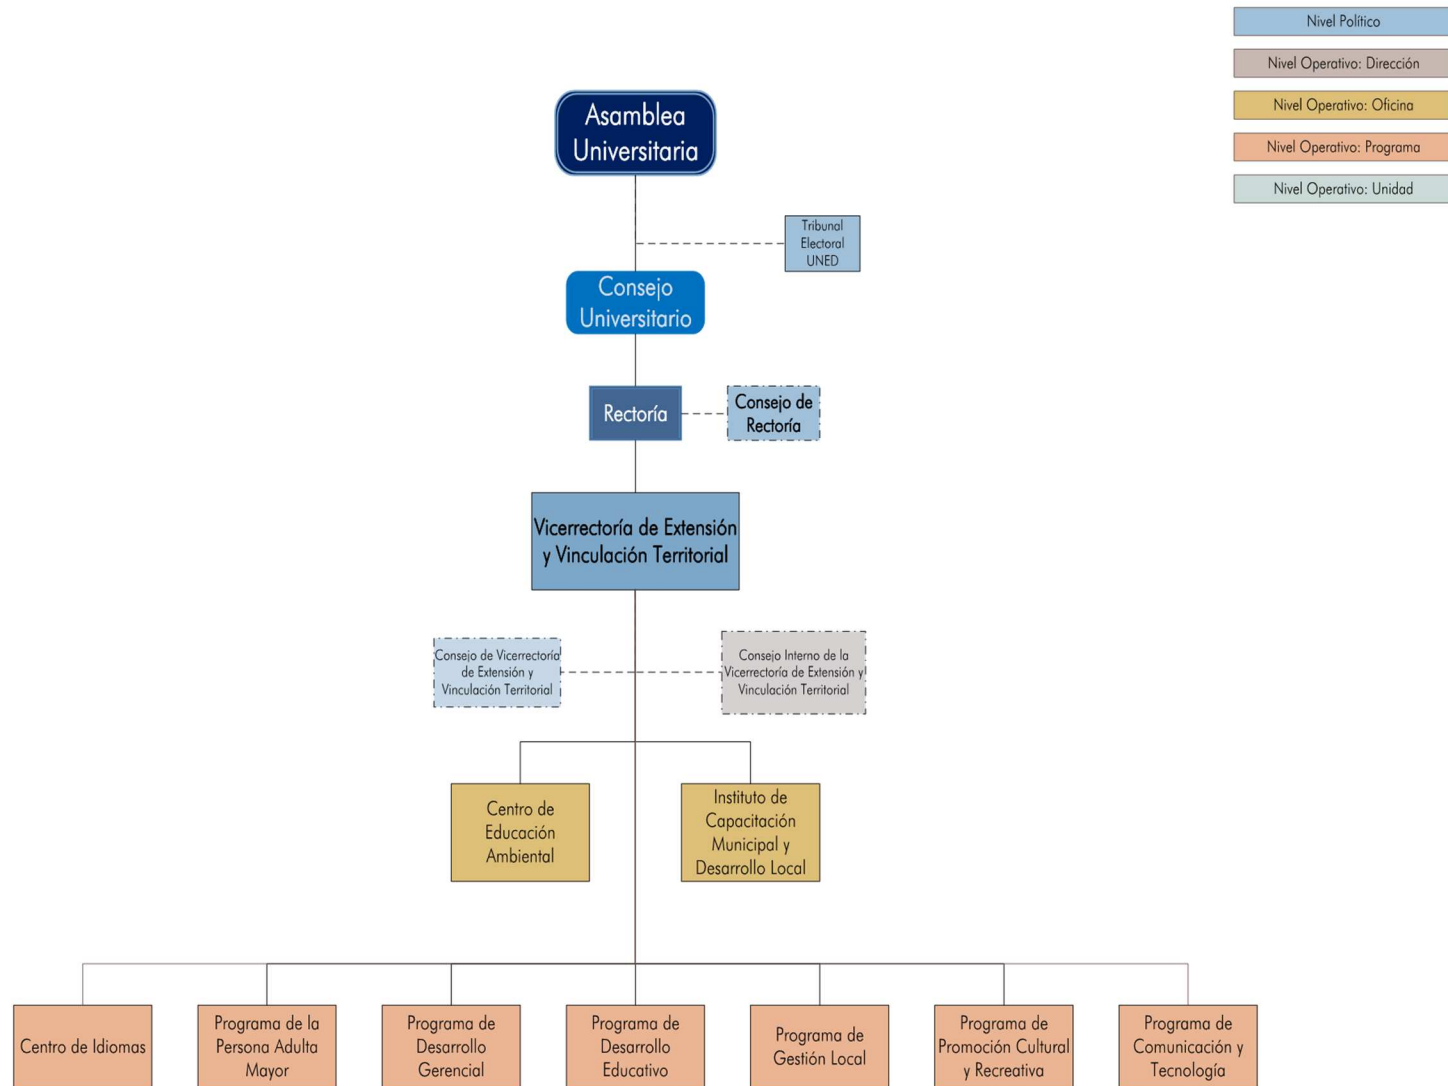 Nivel Político
Nivel Operativo: Dirección
Nivel Operativo: Oficina
Nivel Operativo: Programa
Nivel Operativo: Unidad
Asamblea
Universitaria
Tribunal
Electoral
UNED
Consejo
Universitario
Rectoría
Consejo de
Rectoría
Vicerrectoría de Extensión
y Vinculación Territorial
Consejo de Vicerrectoría
de Extensión y
Vinculación Territorial
Consejo Interno de la
Vicerrectoría de Extensión y
Vinculación Territorial
Centro de
Educación
Ambiental
Instituto de
Capacitación
Municipal y
Desarrollo Local
Centro de Idiomas
Programa de la
Persona Adulta
Mayor
Programa de
Desarrollo
Gerencial
Programa de
Desarrollo
Educativo
Programa de
Gestión Local
Programa de
Promoción Cultural
y Recreativa
Programa de
Comunicación y
Tecnología